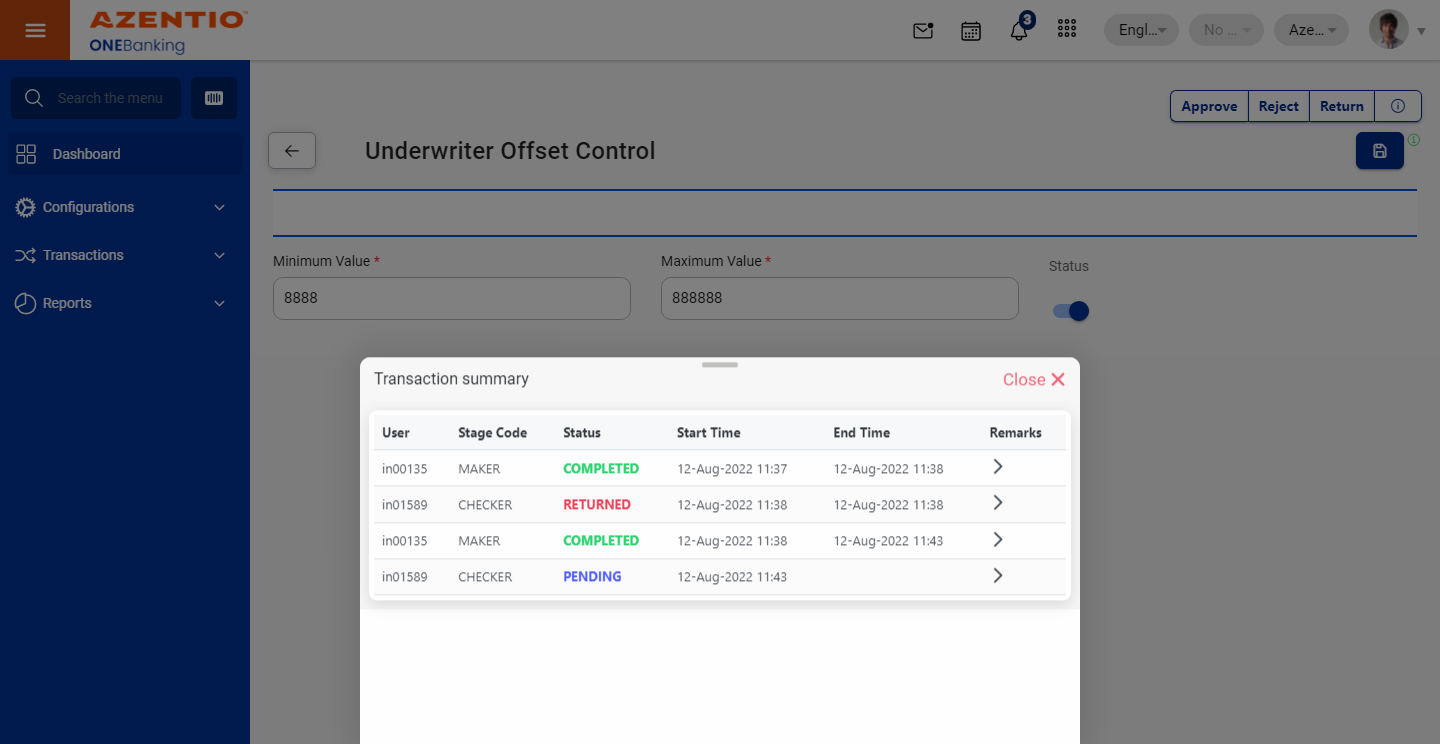 AZENTIO™
ONEBanking
3
Engl...
No ...
Aze...
Search the menu
Dashboard
Configurations
Transactions
Reports
Approve
Reject
Return
Underwriter Offset Control
Minimum Value *
Maximum Value *
Status
8888
888888
Transaction summary
Close
User Stage Code Status Start Time End Time Remarks
in00135 MAKER COMPLETED 12-Aug-2022 11:37 12-Aug-2022 11:38
in01589 CHECKER RETURNED 12-Aug-2022 11:38 12-Aug-2022 11:38
in00135 MAKER COMPLETED 12-Aug-2022 11:38 12-Aug-2022 11:43
in01589 CHECKER PENDING 12-Aug-2022 11:43